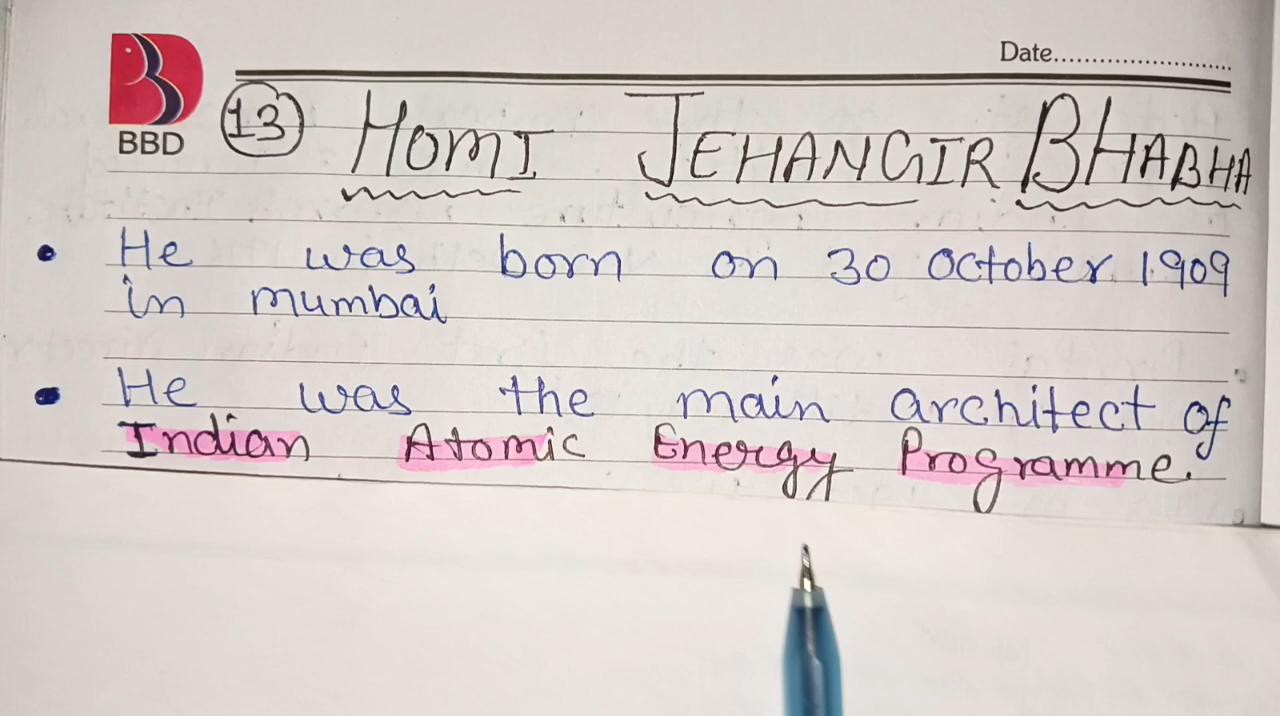 Date
BBD
13 HOMI JEHANGIR BHABHA
• He was born on 30 October 1909
in mumbai
• He was the main architect of
Indian Atomic Energy Programme.